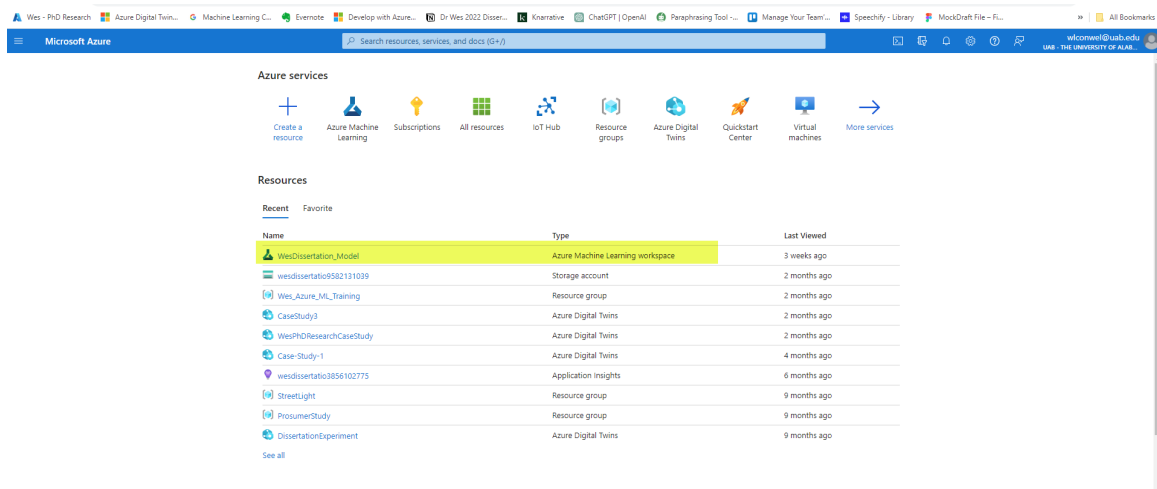 Wes - PhD Research Azure Digital Twin... Machine Learning C... Evernote Develop with Azure... Dr Wes 2022 Disser... Knarrative ChatGPT | OpenAI Paraphrasing Tool -... Manage Your Team'... Speechify - Library MockDraft File – Fi... » All Bookmarks
Microsoft Azure Search resources, services, and docs (G+/) wlconwel@uab.edu
UAB - THE UNIVERSITY OF ALAB...
Azure services
Create a resource Azure Machine Learning Subscriptions All resources IoT Hub Resource groups Azure Digital Twins Quickstart Center Virtual machines More services
Resources
Recent Favorite
Name Type Last Viewed
WesDissertation_Model Azure Machine Learning workspace 3 weeks ago
wesdissertatio9582131039 Storage account 2 months ago
Wes_Azure_ML_Training Resource group 2 months ago
CaseStudy3 Azure Digital Twins 2 months ago
WesPhDResearchCaseStudy Azure Digital Twins 2 months ago
Case-Study-1 Azure Digital Twins 4 months ago
wesdissertatio3856102775 Application Insights 6 months ago
StreetLight Resource group 9 months ago
ProsumerStudy Resource group 9 months ago
DissertationExperiment Azure Digital Twins 9 months ago
See all